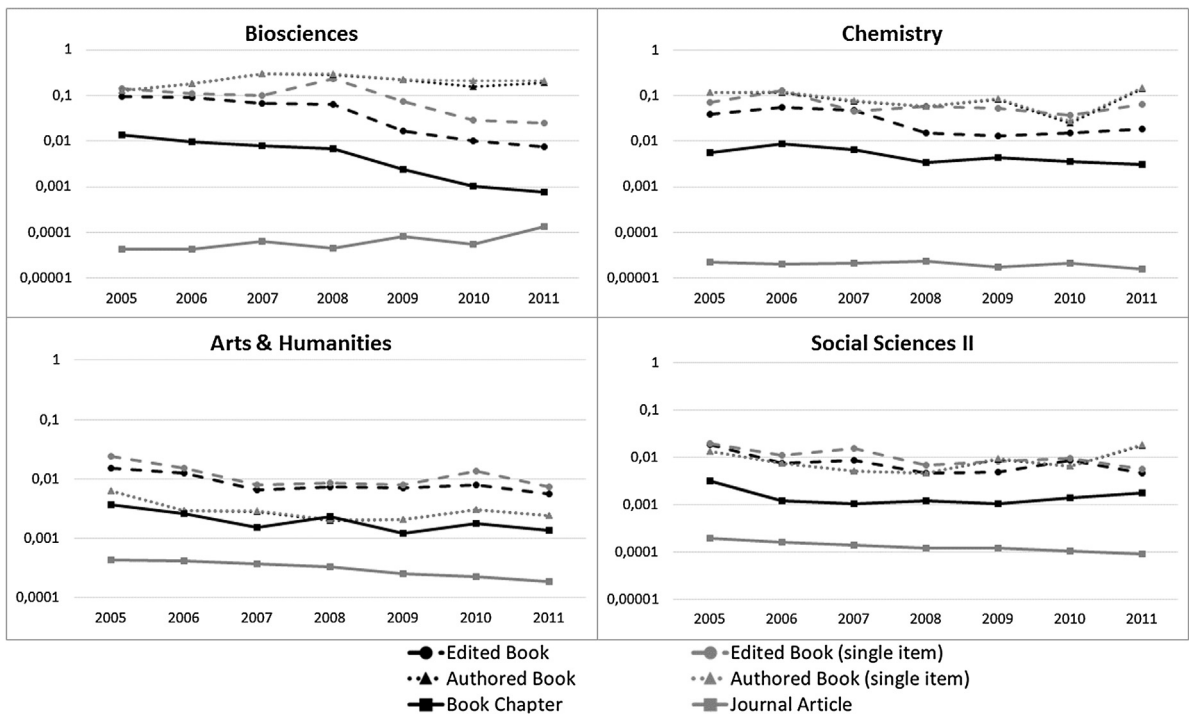 Biosciences
1
0,1
0,01
0,001
0,0001
0,00001
2005 2006 2007 2008 2009 2010 2011
Chemistry
1
0,1
0,01
0,001
0,0001
0,00001
2005 2006 2007 2008 2009 2010 2011
Arts & Humanities
1
0,1
0,01
0,001
0,0001
2005 2006 2007 2008 2009 2010 2011
Social Sciences II
1
0,1
0,01
0,001
0,0001
0,00001
2005 2006 2007 2008 2009 2010 2011
Edited Book
Edited Book (single item)
Authored Book
Authored Book (single item)
Book Chapter
Journal Article